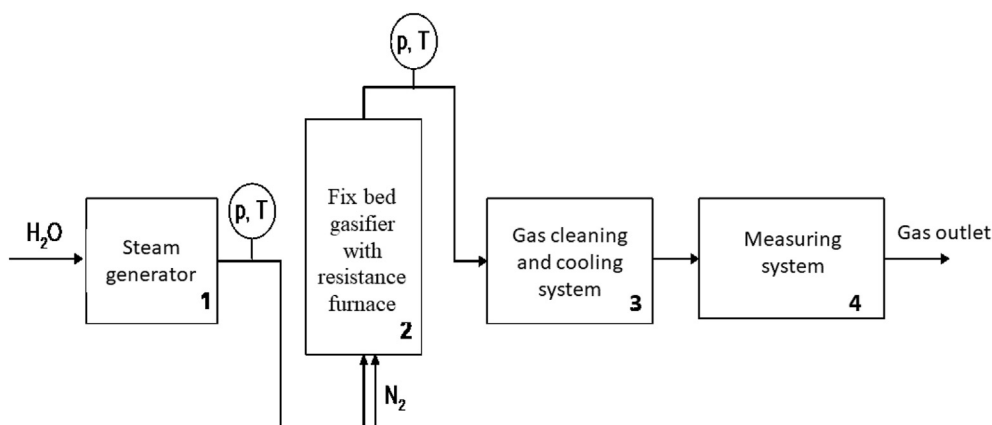 p, T
H₂O
Steam
generator
1
p, T
Fix bed
gasifier
with
resistance
furnace
2
N₂
Gas cleaning
and cooling
system
3
Measuring
system
4
Gas outlet